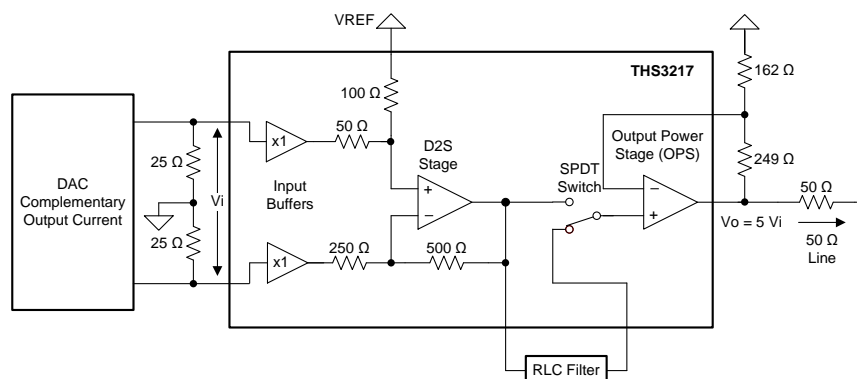 VREF
THS3217
162 Ω
100 Ω
50 Ω
D2S
Stage
Output Power
Stage (OPS)
x1
25 Ω
DAC
Complementary
Output Current
Vi
Input
Buffers
SPDT
Switch
249 Ω
50 Ω
+
−
−
+
25 Ω
250 Ω
500 Ω
x1
Vo = 5 Vi
50 Ω
Line
RLC Filter